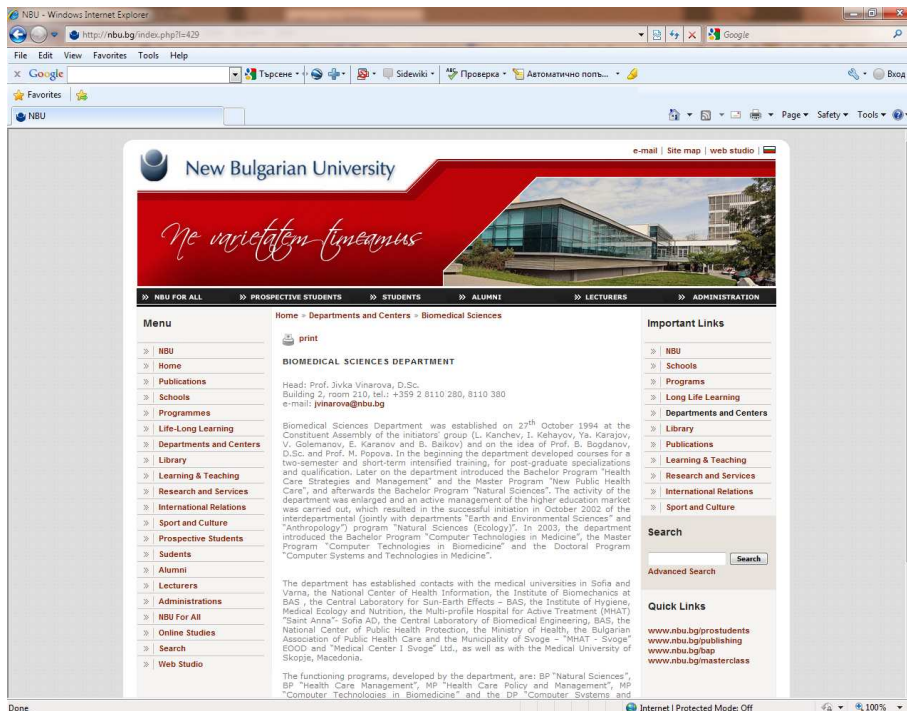 NBU - Windows Internet Explorer
http://nbu.bg/index.php?l=429
Google
File Edit View Favorites Tools Help
x Google Търсене Sidewiki Проверка Автоматично попъ... Вход
Favorites
NBU
Page Safety Tools
e-mail | Site map | web studio |
New Bulgarian University
Ne varietatem timeamus
» NBU FOR ALL » PROSPECTIVE STUDENTS » STUDENTS » ALUMNI » LECTURERS » ADMINISTRATION
Menu
» NBU
» Home
» Publications
» Schools
» Programmes
» Life-Long Learning
» Departments and Centers
» Library
» Learning & Teaching
» Research and Services
» International Relations
» Sport and Culture
» Prospective Students
» Sudents
» Alumni
» Lecturers
» Administrations
» NBU For All
» Online Studies
» Search
» Web Studio
Home » Departments and Centers » Biomedical Sciences
print
BIOMEDICAL SCIENCES DEPARTMENT
Head: Prof. Jivka Vinarova, D.Sc.
Building 2, room 210, tel.: +359 2 8110 280, 8110 380
e-mail: jvinarova@nbu.bg
Biomedical Sciences Department was established on 27th October 1994 at the
Constituent Assembly of the initiators' group (L. Kanchev, I. Kehayov, Ya. Karajov,
V. Golemanov, E. Karanov and B. Baikov) and on the idea of Prof. B. Bogdanov,
D.Sc. and Prof. M. Popova. In the beginning the department developed courses for a
two-semester and short-term intensified training, for post-graduate specializations
and qualification. Later on the department introduced the Bachelor Program "Health
Care Strategies and Management" and the Master Program "New Public Health
Care", and afterwards the Bachelor Program "Natural Sciences". The activity of the
department was enlarged and an active management of the higher education market
was carried out, which resulted in the successful initiation in October 2002 of the
interdepartmental (jointly with departments "Earth and Environmental Sciences" and
"Anthropology") program "Natural Sciences (Ecology)". In 2003, the department
introduced the Bachelor Program "Computer Technologies in Medicine", the Master
Program "Computer Technologies in Biomedicine" and the Doctoral Program
"Computer Systems and Technologies in Medicine".
The department has established contacts with the medical universities in Sofia and
Varna, the National Center of Health Information, the Institute of Biomechanics at
BAS , the Central Laboratory for Sun-Earth Effects – BAS, the Institute of Hygiene,
Medical Ecology and Nutrition, the Multi-profile Hospital for Active Treatment (MHAT)
"Saint Anna"- Sofia AD, the Central Laboratory of Biomedical Engineering, BAS, the
National Center of Public Health Protection, the Ministry of Health, the Bulgarian
Association of Public Health Care and the Municipality of Svoge – "MHAT - Svoge"
EOOD and "Medical Center I Svoge" Ltd., as well as with the Medical University of
Skopje, Macedonia.
The functioning programs, developed by the department, are: BP "Natural Sciences",
BP "Health Care Management", MP "Health Care Policy and Management", MP
"Computer Technologies in Biomedicine" and the DP "Computer Systems and
Important Links
» NBU
» Schools
» Programs
» Long Life Learning
» Departments and Centers
» Library
» Publications
» Learning & Teaching
» Research and Services
» International Relations
» Sport and Culture
Search
Search
Advanced Search
Quick Links
www.nbu.bg/prostudents
www.nbu.bg/publishing
www.nbu.bg/bap
www.nbu.bg/masterclass
Done
Internet | Protected Mode: Off
100%